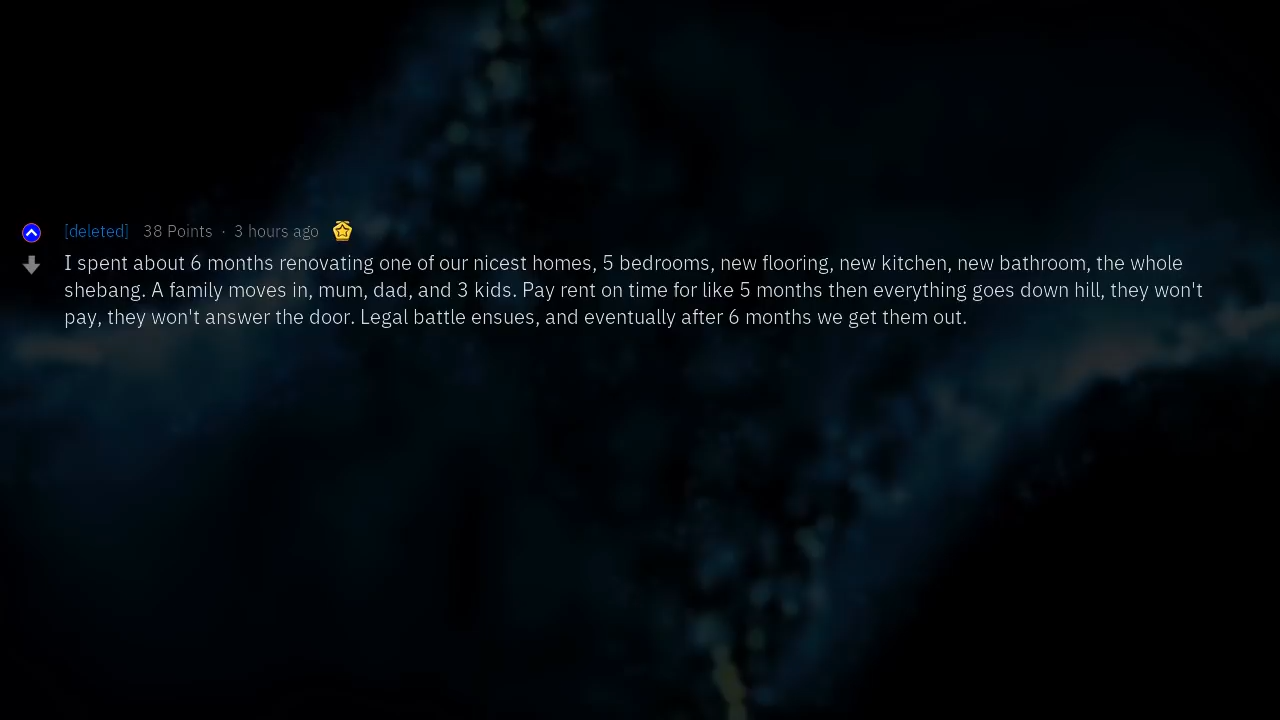 [deleted] 38 Points · 3 hours ago
I spent about 6 months renovating one of our nicest homes, 5 bedrooms, new flooring, new kitchen, new bathroom, the whole
shebang. A family moves in, mum, dad, and 3 kids. Pay rent on time for like 5 months then everything goes down hill, they won't
pay, they won't answer the door. Legal battle ensues, and eventually after 6 months we get them out.